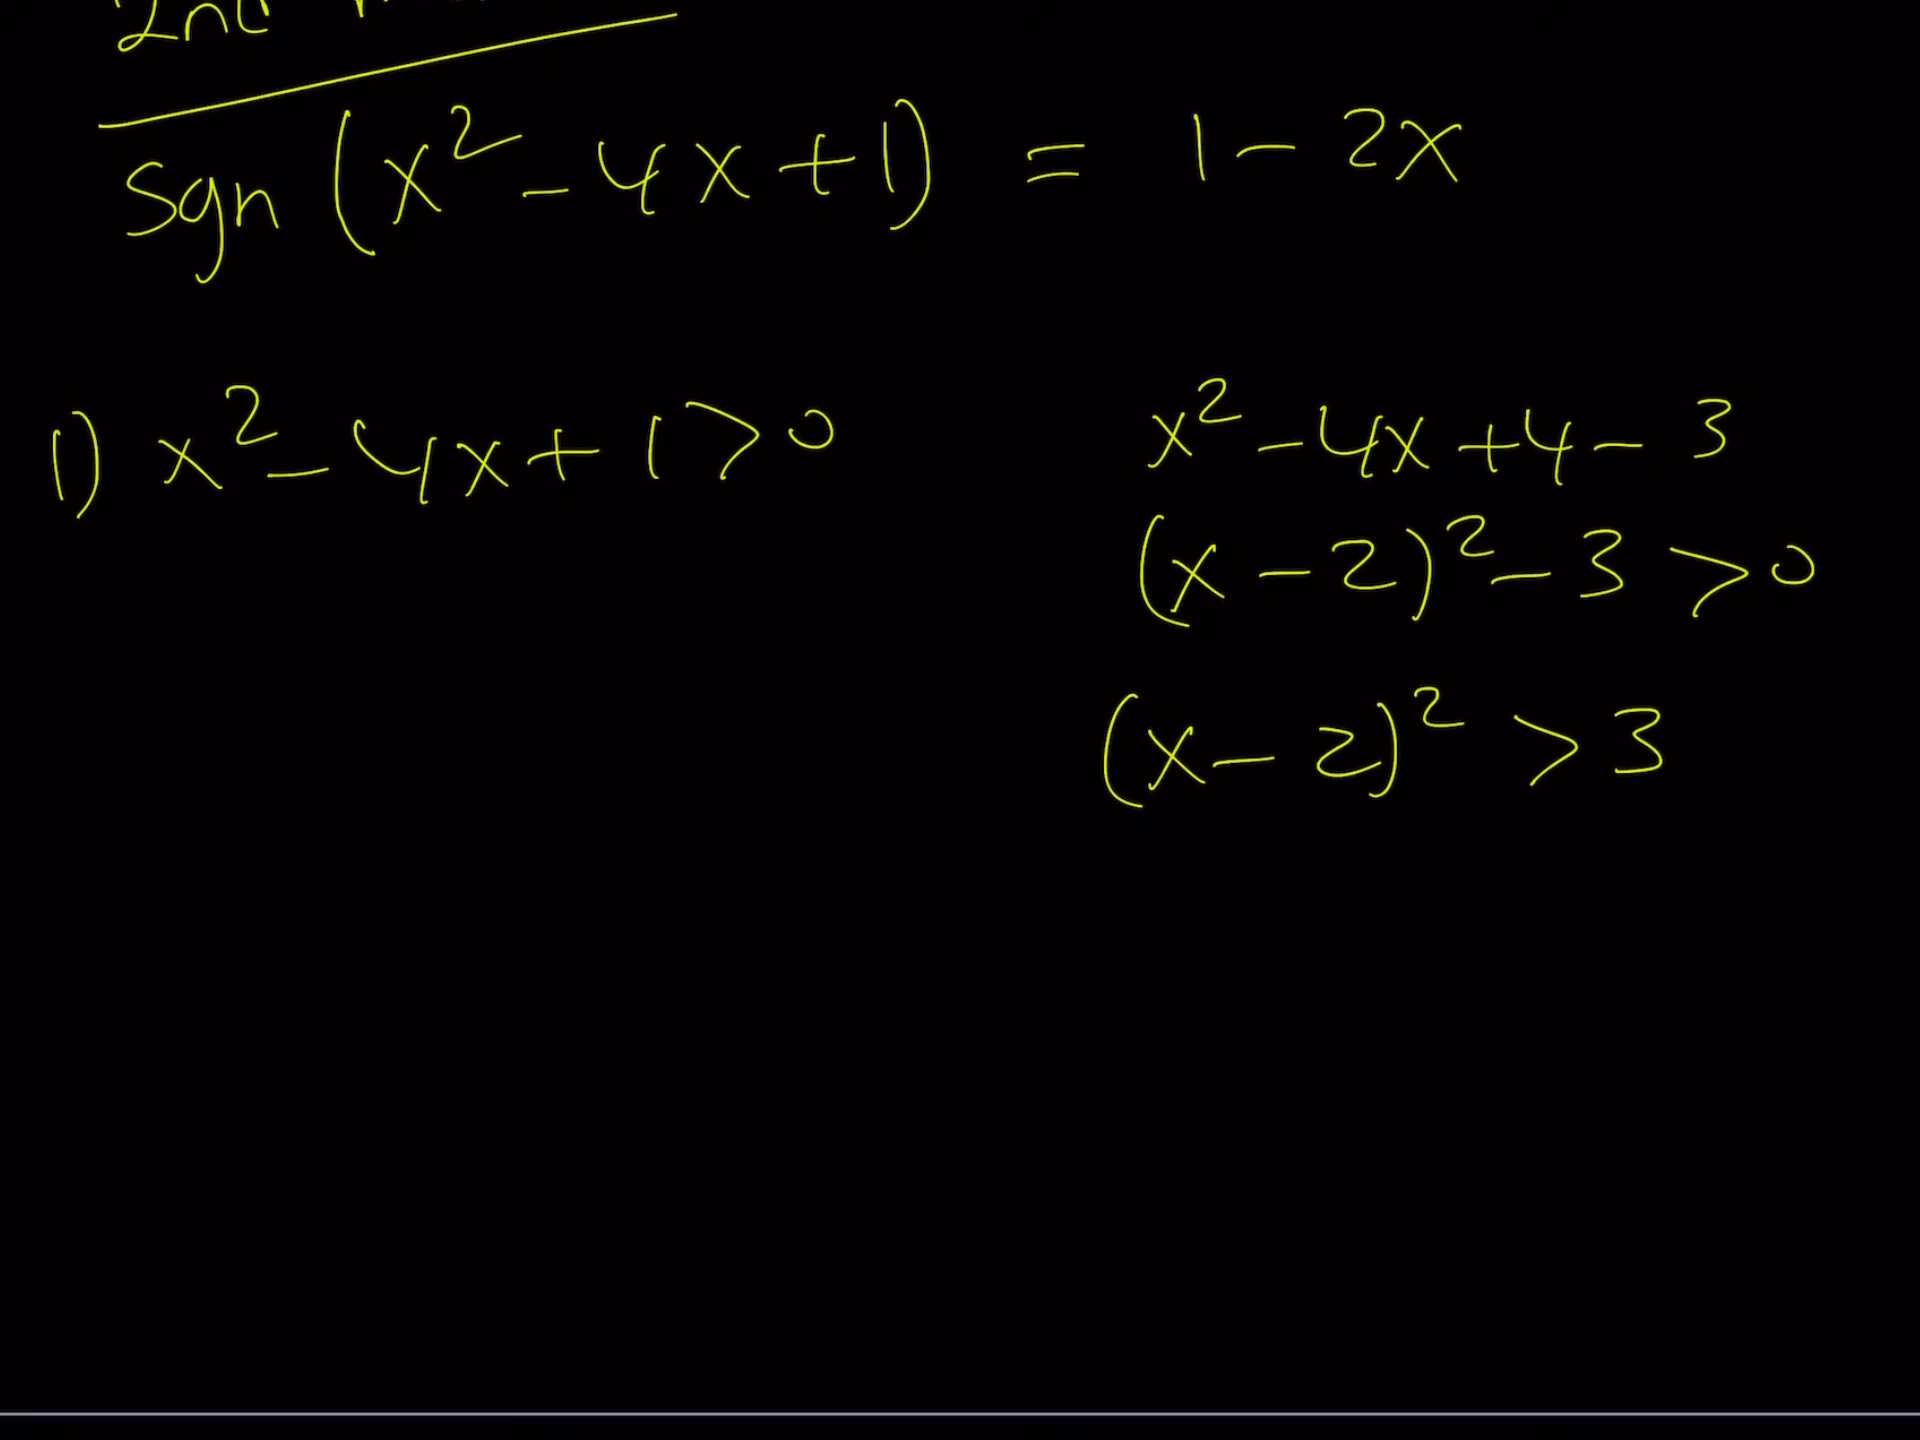 2nd
Sgn (x² - 4x + 1) = 1 - 2x
1) x² - 4x + 1 > 0
x² - 4x + 4 - 3
(x - 2)² - 3 > 0
(x - 2)² > 3